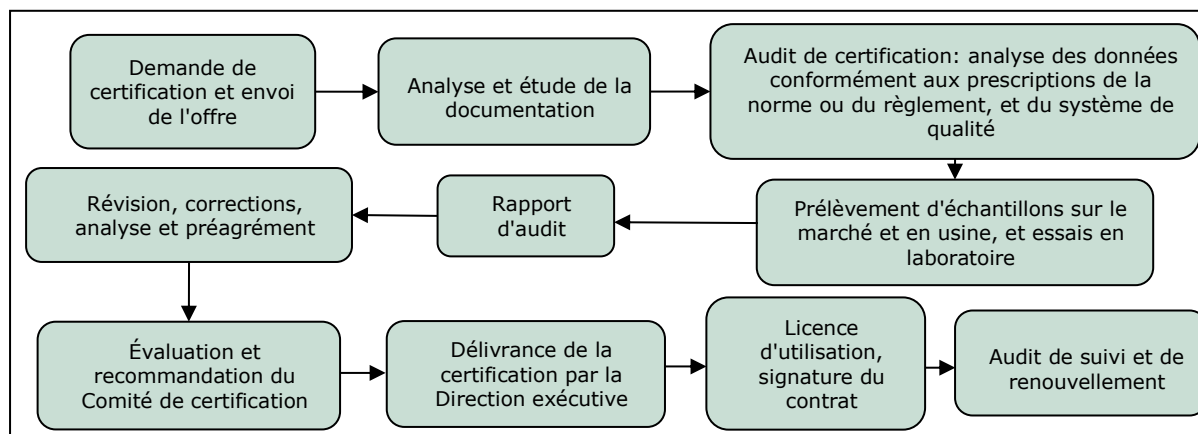 Demande de
certification et envoi
de l'offre
Analyse et étude de la
documentation
Audit de certification: analyse des données
conformément aux prescriptions de la
norme ou du règlement, et du système de
qualité
Prélèvement d'échantillons sur le
marché et en usine, et essais en
laboratoire
Rapport
d'audit
Révision, corrections,
analyse et préagrément
Évaluation et
recommandation du
Comité de certification
Délivrance de la
certification par la
Direction exécutive
Licence
d'utilisation,
signature du
contrat
Audit de suivi et de
renouvellement